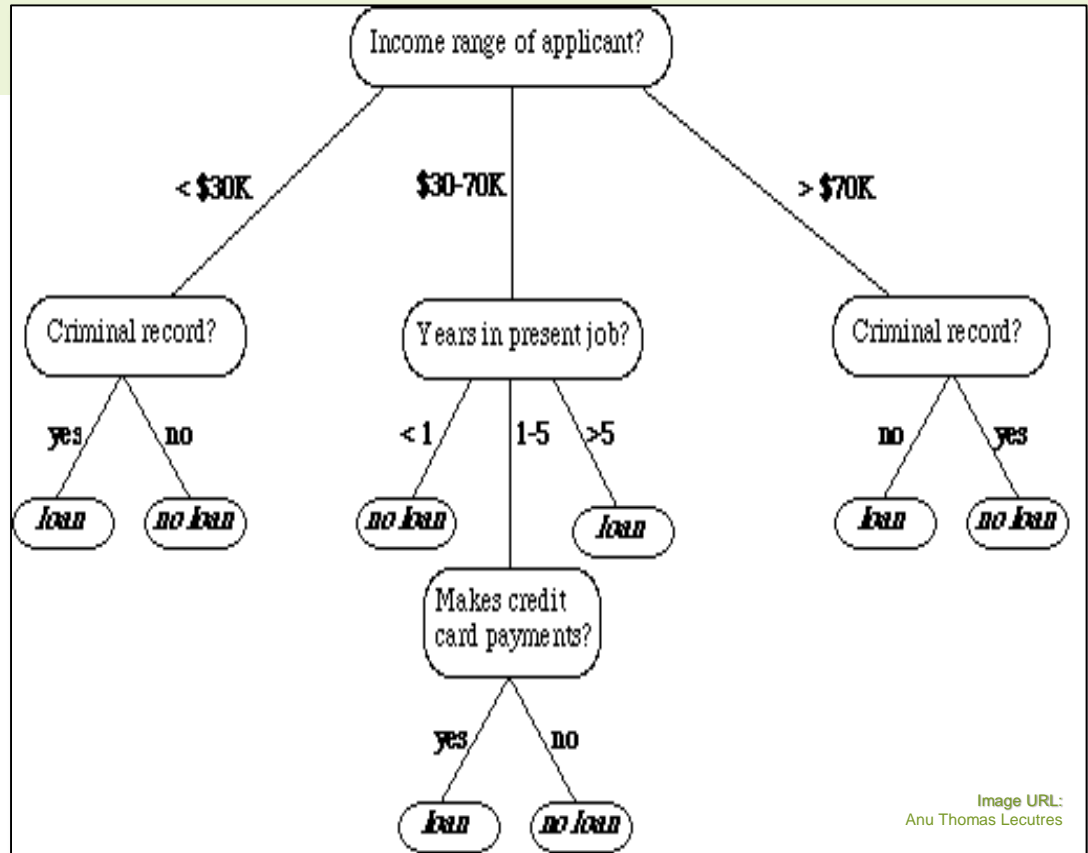 Income range of applicant?
< $30K
$30-70K
> $70K
Criminal record?
Years in present job?
Criminal record?
yes
no
< 1
1-5
>5
no
yes
loan
no loan
no loan
loan
loan
no loan
Makes credit
card payments?
yes
no
loan
no loan
Image URL:
Anu Thomas Lecutres